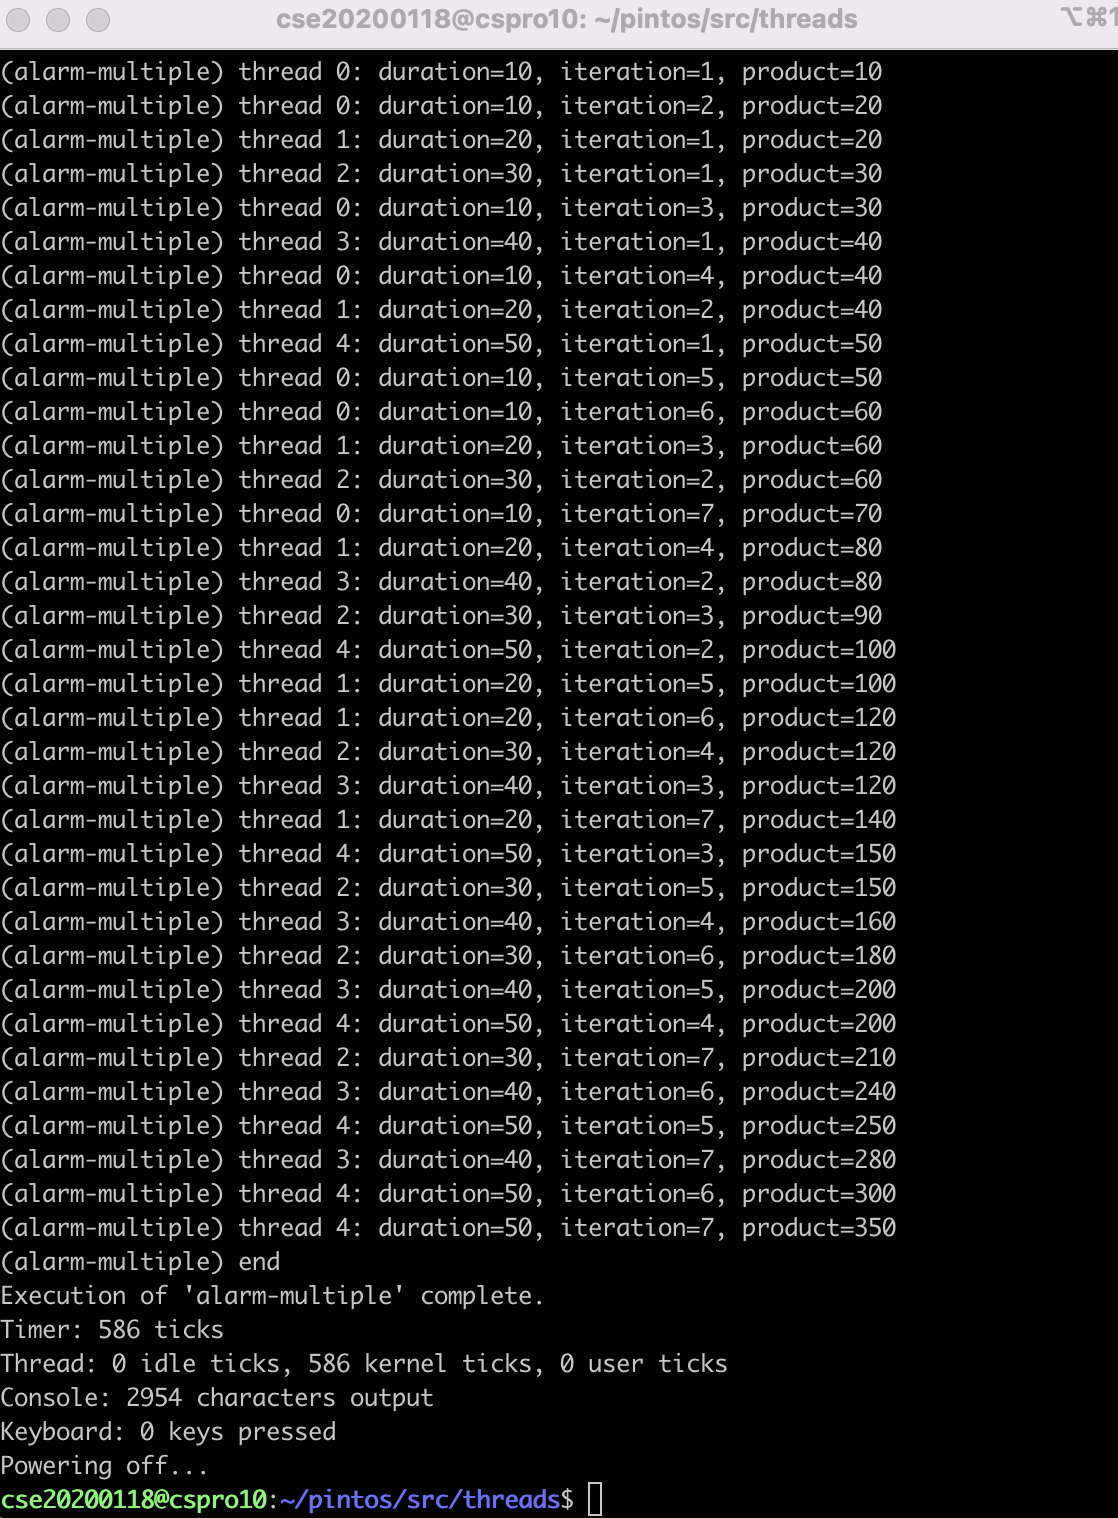 cse20200118@cspro10: ~/pintos/src/threads
⌥⌘1
(alarm-multiple) thread 0: duration=10, iteration=1, product=10
(alarm-multiple) thread 0: duration=10, iteration=2, product=20
(alarm-multiple) thread 1: duration=20, iteration=1, product=20
(alarm-multiple) thread 2: duration=30, iteration=1, product=30
(alarm-multiple) thread 0: duration=10, iteration=3, product=30
(alarm-multiple) thread 3: duration=40, iteration=1, product=40
(alarm-multiple) thread 0: duration=10, iteration=4, product=40
(alarm-multiple) thread 1: duration=20, iteration=2, product=40
(alarm-multiple) thread 4: duration=50, iteration=1, product=50
(alarm-multiple) thread 0: duration=10, iteration=5, product=50
(alarm-multiple) thread 0: duration=10, iteration=6, product=60
(alarm-multiple) thread 1: duration=20, iteration=3, product=60
(alarm-multiple) thread 2: duration=30, iteration=2, product=60
(alarm-multiple) thread 0: duration=10, iteration=7, product=70
(alarm-multiple) thread 1: duration=20, iteration=4, product=80
(alarm-multiple) thread 3: duration=40, iteration=2, product=80
(alarm-multiple) thread 2: duration=30, iteration=3, product=90
(alarm-multiple) thread 4: duration=50, iteration=2, product=100
(alarm-multiple) thread 1: duration=20, iteration=5, product=100
(alarm-multiple) thread 1: duration=20, iteration=6, product=120
(alarm-multiple) thread 2: duration=30, iteration=4, product=120
(alarm-multiple) thread 3: duration=40, iteration=3, product=120
(alarm-multiple) thread 1: duration=20, iteration=7, product=140
(alarm-multiple) thread 4: duration=50, iteration=3, product=150
(alarm-multiple) thread 2: duration=30, iteration=5, product=150
(alarm-multiple) thread 3: duration=40, iteration=4, product=160
(alarm-multiple) thread 2: duration=30, iteration=6, product=180
(alarm-multiple) thread 3: duration=40, iteration=5, product=200
(alarm-multiple) thread 4: duration=50, iteration=4, product=200
(alarm-multiple) thread 2: duration=30, iteration=7, product=210
(alarm-multiple) thread 3: duration=40, iteration=6, product=240
(alarm-multiple) thread 4: duration=50, iteration=5, product=250
(alarm-multiple) thread 3: duration=40, iteration=7, product=280
(alarm-multiple) thread 4: duration=50, iteration=6, product=300
(alarm-multiple) thread 4: duration=50, iteration=7, product=350
(alarm-multiple) end
Execution of 'alarm-multiple' complete.
Timer: 586 ticks
Thread: 0 idle ticks, 586 kernel ticks, 0 user ticks
Console: 2954 characters output
Keyboard: 0 keys pressed
Powering off...
cse20200118@cspro10:~/pintos/src/threads$